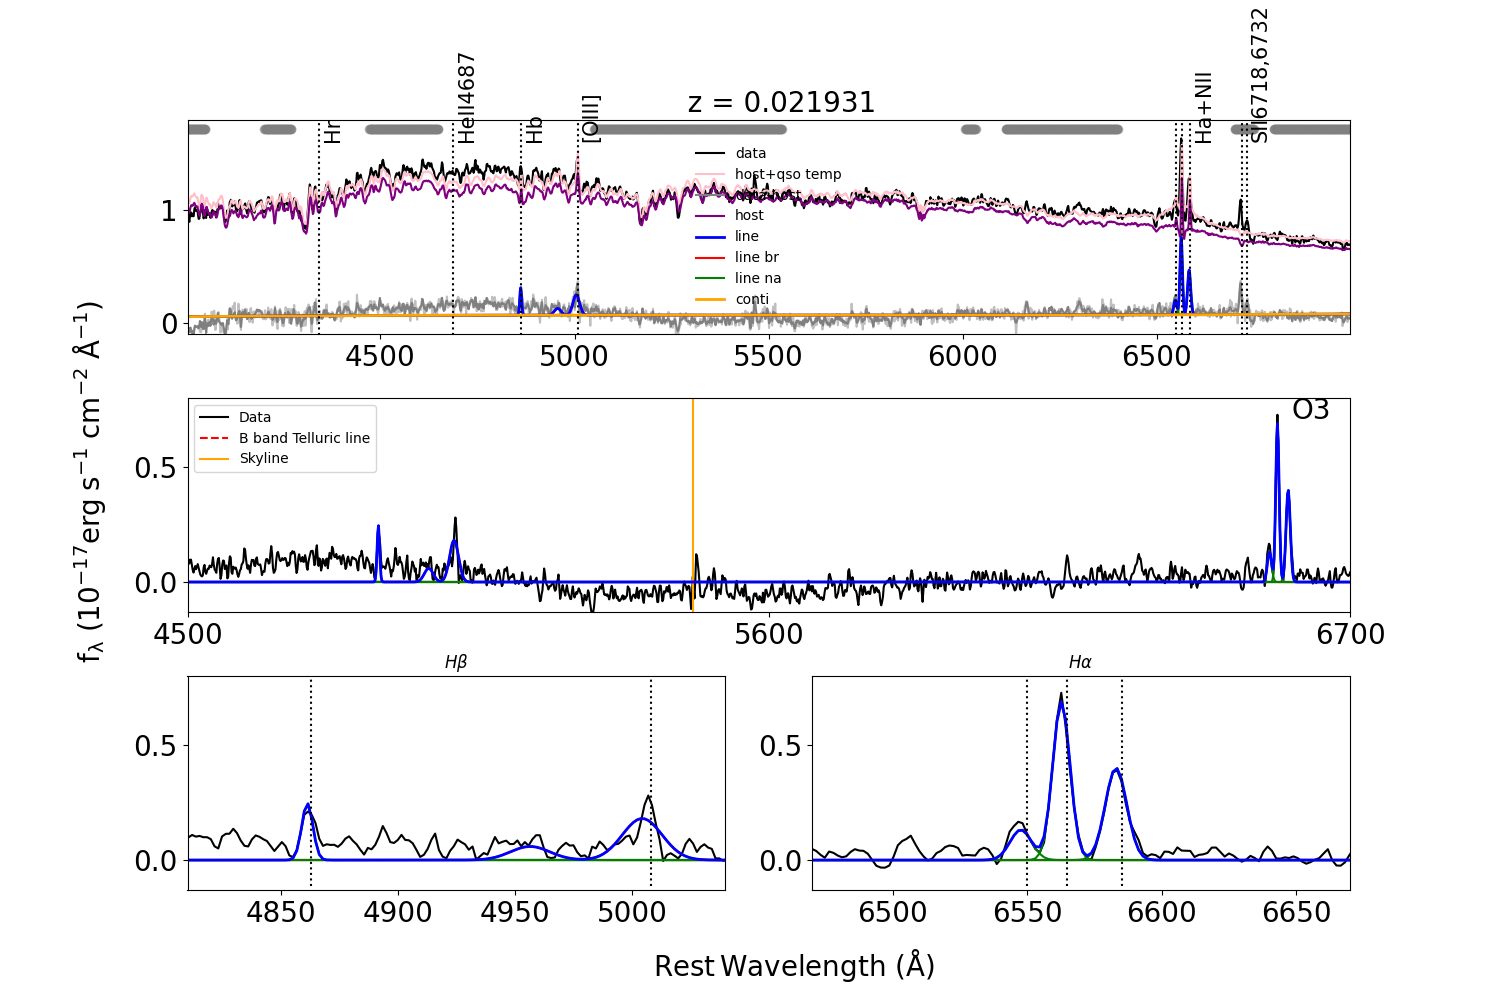 z = 0.021931
Hr
HeII4687
Hb
[OIII]
Ha+NII
SII6718,6732
data
host+qso temp
host
line
line br
line na
conti
1
0
4500
5000
5500
6000
6500
f_λ (10^−17 erg s^−1 cm^−2 Å^−1)
Data
B band Telluric line
Skyline
O3
0.5
0.0
4500
5600
6700
Hβ
0.5
0.0
4850
4900
4950
5000
Hα
0.5
0.0
6500
6550
6600
6650
Rest Wavelength (Å)